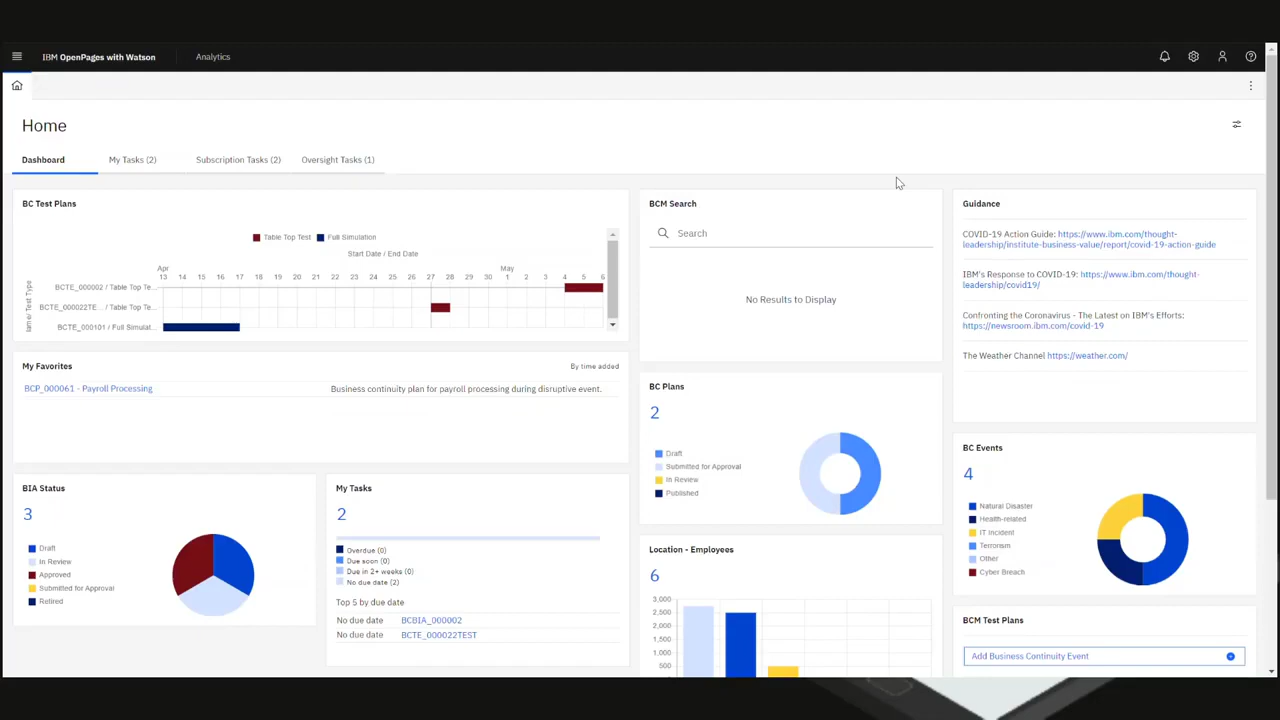 IBM OpenPages with Watson
Analytics
Home
Dashboard
My Tasks (2)
Subscription Tasks (2)
Oversight Tasks (1)
BC Test Plans
Table Top Test
Full Simulation
Start Date / End Date
Apr
May
13 14 15 16 17 18 19 20 21 22 23 24 25 26 27 28 29 30 1 2 3 4 5 6
BCTE_000002 / Table Top Te...
BCTE_000022TE... / Table Top Te...
BCTE_000101 / Full Simulat...
ame/ Test Type
My Favorites
By time added
BCP_000061 - Payroll Processing
Business continuity plan for payroll processing during disruptive event.
BIA Status
3
Draft
In Review
Approved
Submitted for Approval
Retired
My Tasks
2
Overdue (0)
Due soon (0)
Due in 2+ weeks (0)
No due date (2)
Top 5 by due date
No due date BCBIA_000002
No due date BCTE_000022TEST
BCM Search
Search
No Results to Display
BC Plans
2
Draft
Submitted for Approval
In Review
Published
Location - Employees
6
3,000
2,500
2,000
1,500
1,000
500
Guidance
COVID-19 Action Guide: https://www.ibm.com/thought-
leadership/institute-business-value/report/covid-19-action-guide
IBM's Response to COVID-19: https://www.ibm.com/thought-
leadership/covid19/
Confronting the Coronavirus - The Latest on IBM's Efforts:
https://newsroom.ibm.com/covid-19
The Weather Channel https://weather.com/
BC Events
4
Natural Disaster
Health-related
IT Incident
Terrorism
Other
Cyber Breach
BCM Test Plans
Add Business Continuity Event